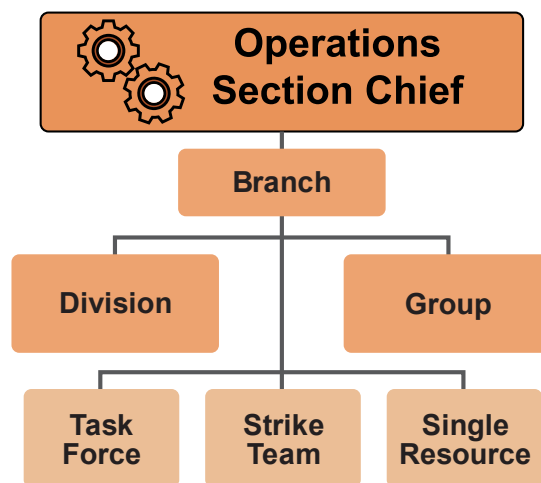 Operations
Section Chief
Branch
Division
Group
Task
Force
Strike
Team
Single
Resource